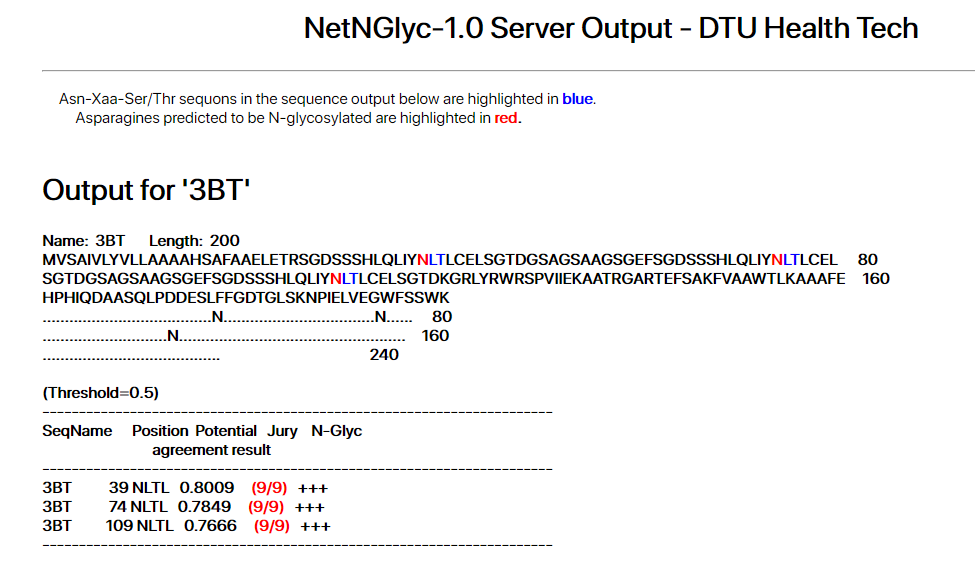 NetNGlyc-1.0 Server Output - DTU Health Tech
Asn-Xaa-Ser/Thr sequons in the sequence output below are highlighted in blue.
Asparagines predicted to be N-glycosylated are highlighted in red.
Output for '3BT'
Name: 3BT Length: 200
MVSAIVLYVLLAAAAHSAFAAELETRSGDSSSHLQLIYNLTLCELSGTDGSAGSAAGSGEFSGDSSSHLQLIYNLTLCEL 80
SGTDGSAGSAAGSGEFSGDSSSHLQLIYNLTLCELSGTDKGRLYRWRSPVIIEKAATRGARTEFSAKFVAAWTLKAAAFE 160
HPHIQDAASQLPDDESLFFGDTGLSKNPIELVEGWFSSWK
......................................N..................................N...... 80
............................N................................................... 160
........................................ 240
(Threshold=0.5)
----------------------------------------------------------------------
SeqName Position Potential Jury N-Glyc
agreement result
----------------------------------------------------------------------
3BT 39 NLTL 0.8009 (9/9) +++
3BT 74 NLTL 0.7849 (9/9) +++
3BT 109 NLTL 0.7666 (9/9) +++
----------------------------------------------------------------------